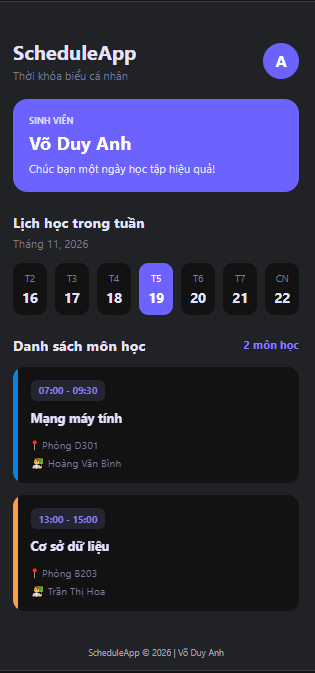 ScheduleApp
Thời khóa biểu cá nhân
A
SINH VIÊN
Võ Duy Anh
Chúc bạn một ngày học tập hiệu quả!
Lịch học trong tuần
Tháng 11, 2026
T2 T3 T4 T5 T6 T7 CN
16 17 18 19 20 21 22
Danh sách môn học
2 môn học
07:00 - 09:30
Mạng máy tính
📍 Phòng D301
👨‍🏫 Hoàng Văn Bình
13:00 - 15:00
Cơ sở dữ liệu
📍 Phòng B203
👨‍🏫 Trần Thị Hoa
ScheduleApp © 2026 | Võ Duy Anh